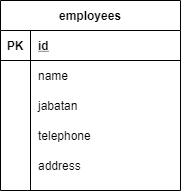 employees
PK id
name
jabatan
telephone
address